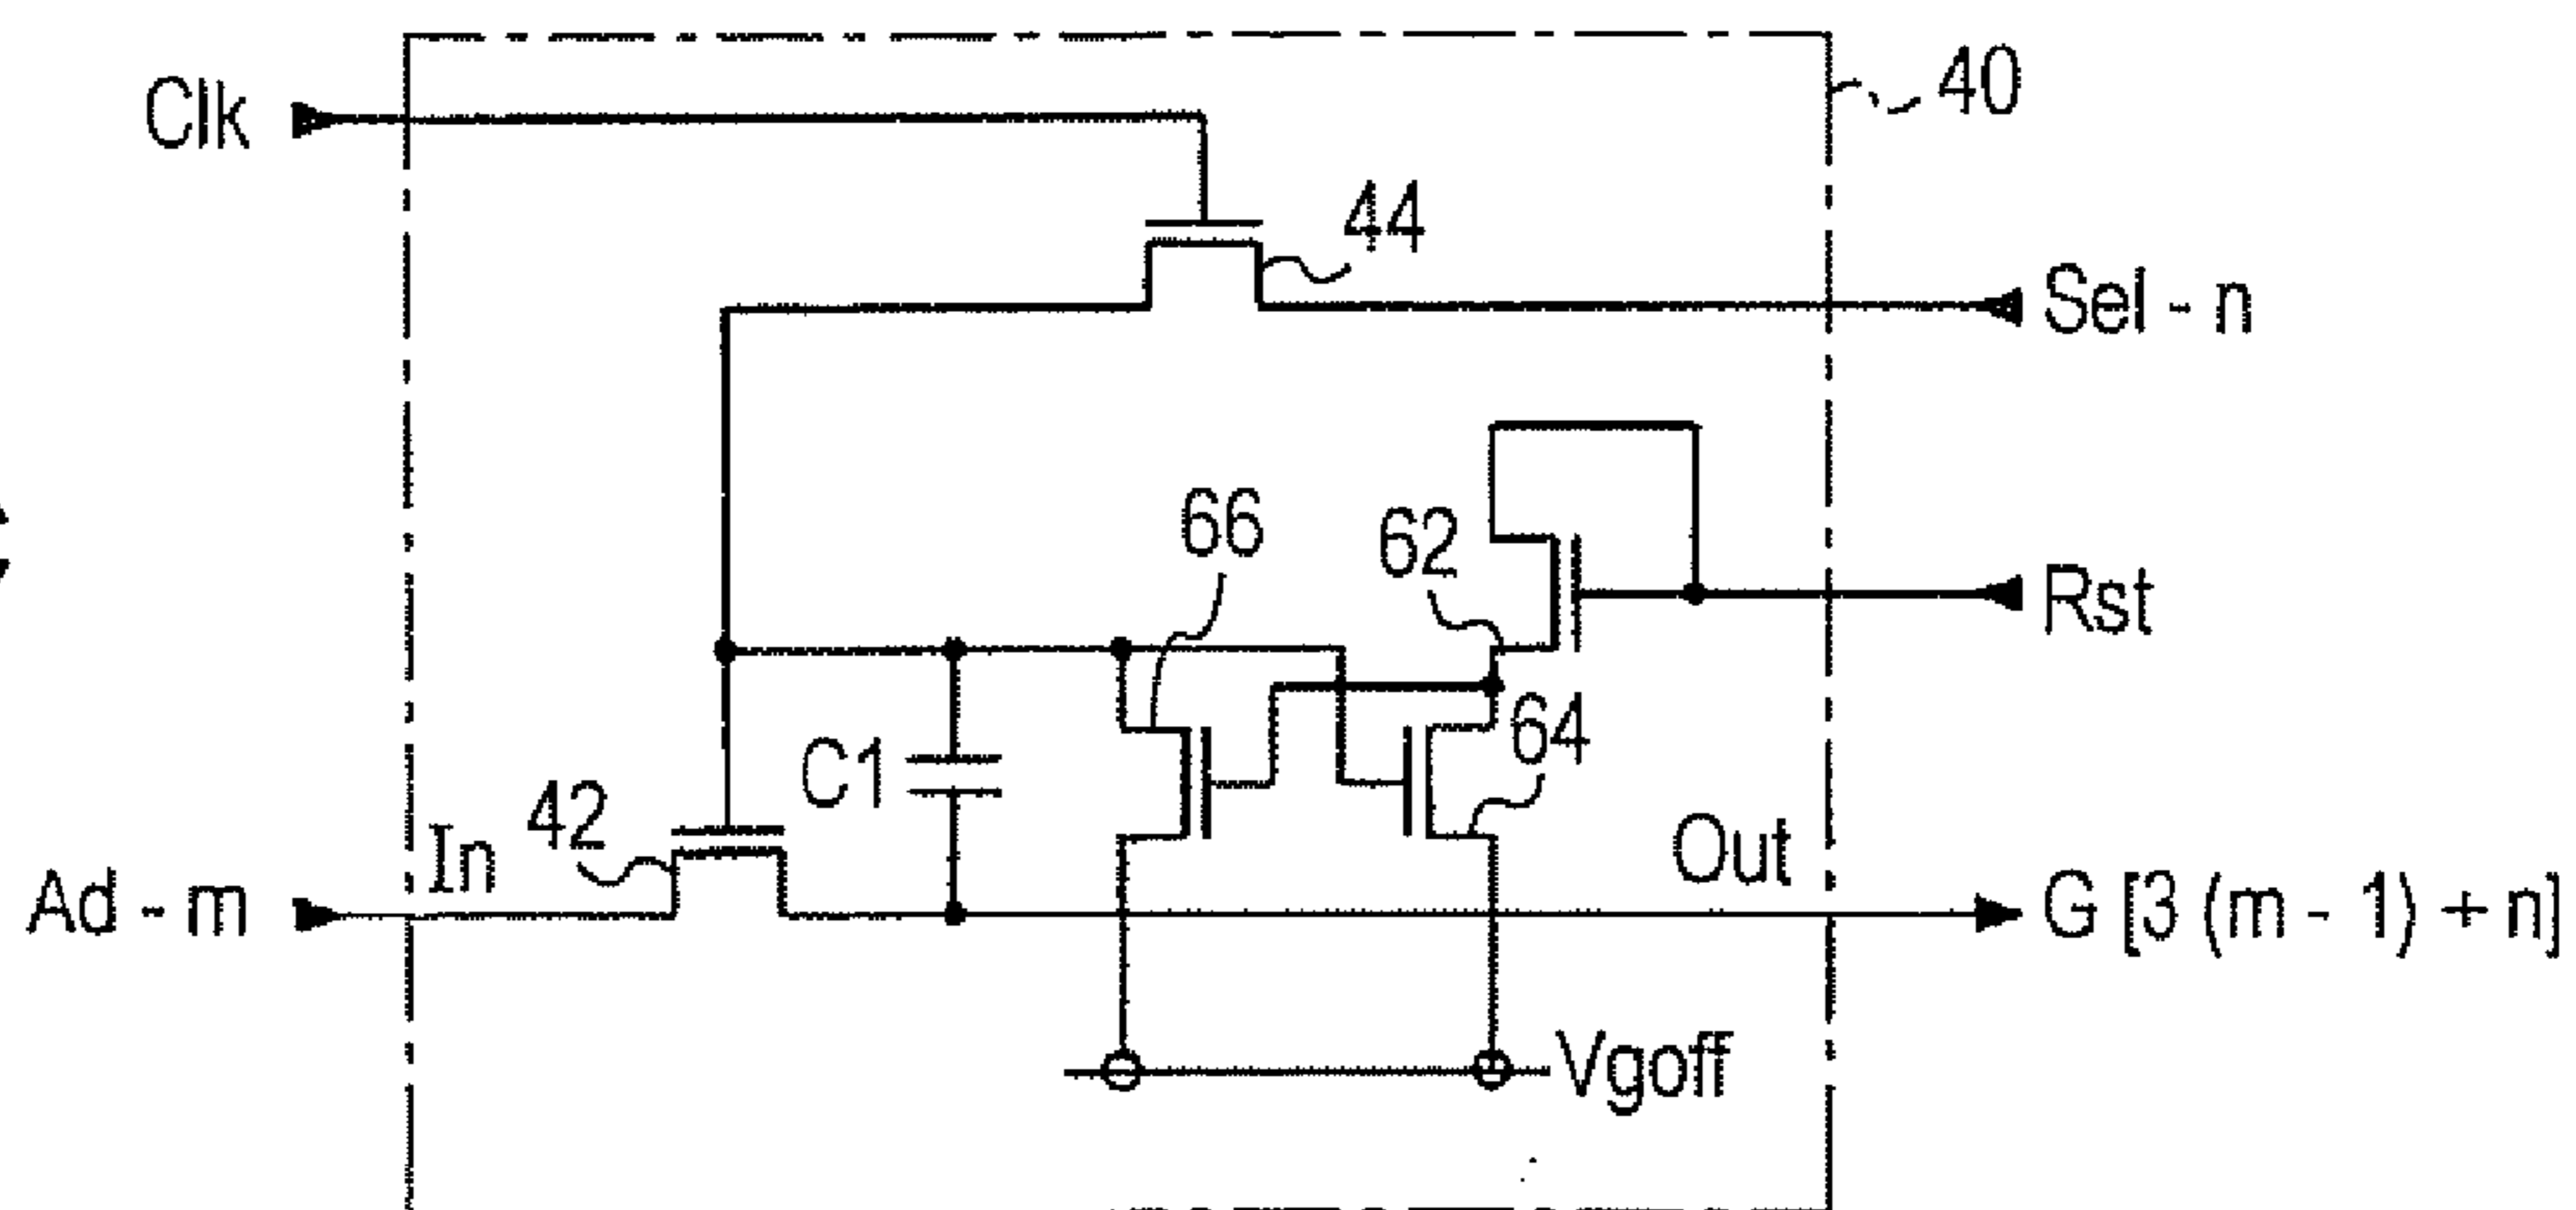 Clk
40
44
Sel - n
66
62
Rst
64
C1
42
In
Out
Ad - m
G [3 (m - 1) + n]
Vgoff